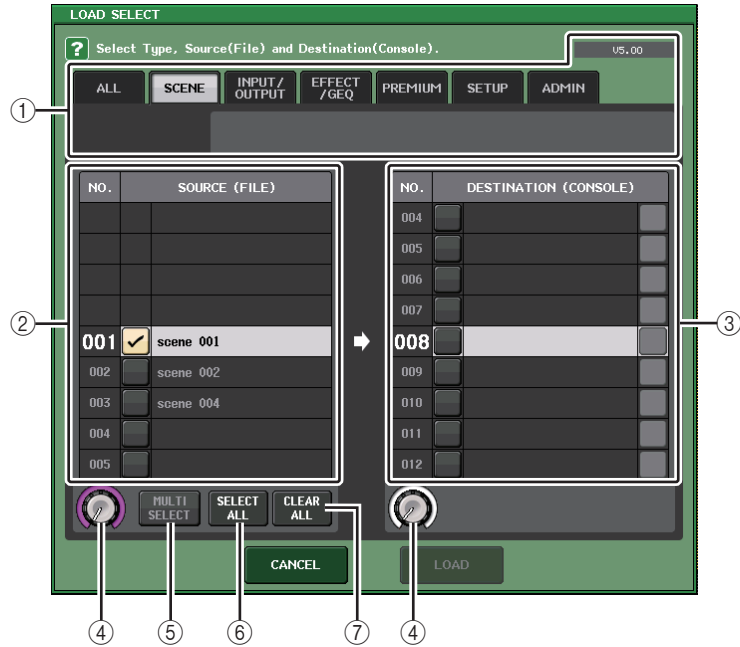 LOAD SELECT
? Select Type, Source(File) and Destination(Console).
V5.00
ALL SCENE INPUT/ OUTPUT EFFECT /GEQ PREMIUM SETUP ADMIN
①
NO. SOURCE (FILE)
NO. DESTINATION (CONSOLE)
004
005
006
007
② 001 scene 001 008 ③
002 scene 002 009
003 scene 004 010
004 011
005 012
MULTI SELECT SELECT ALL CLEAR ALL
CANCEL LOAD
④ ⑤ ⑥ ⑦ ④